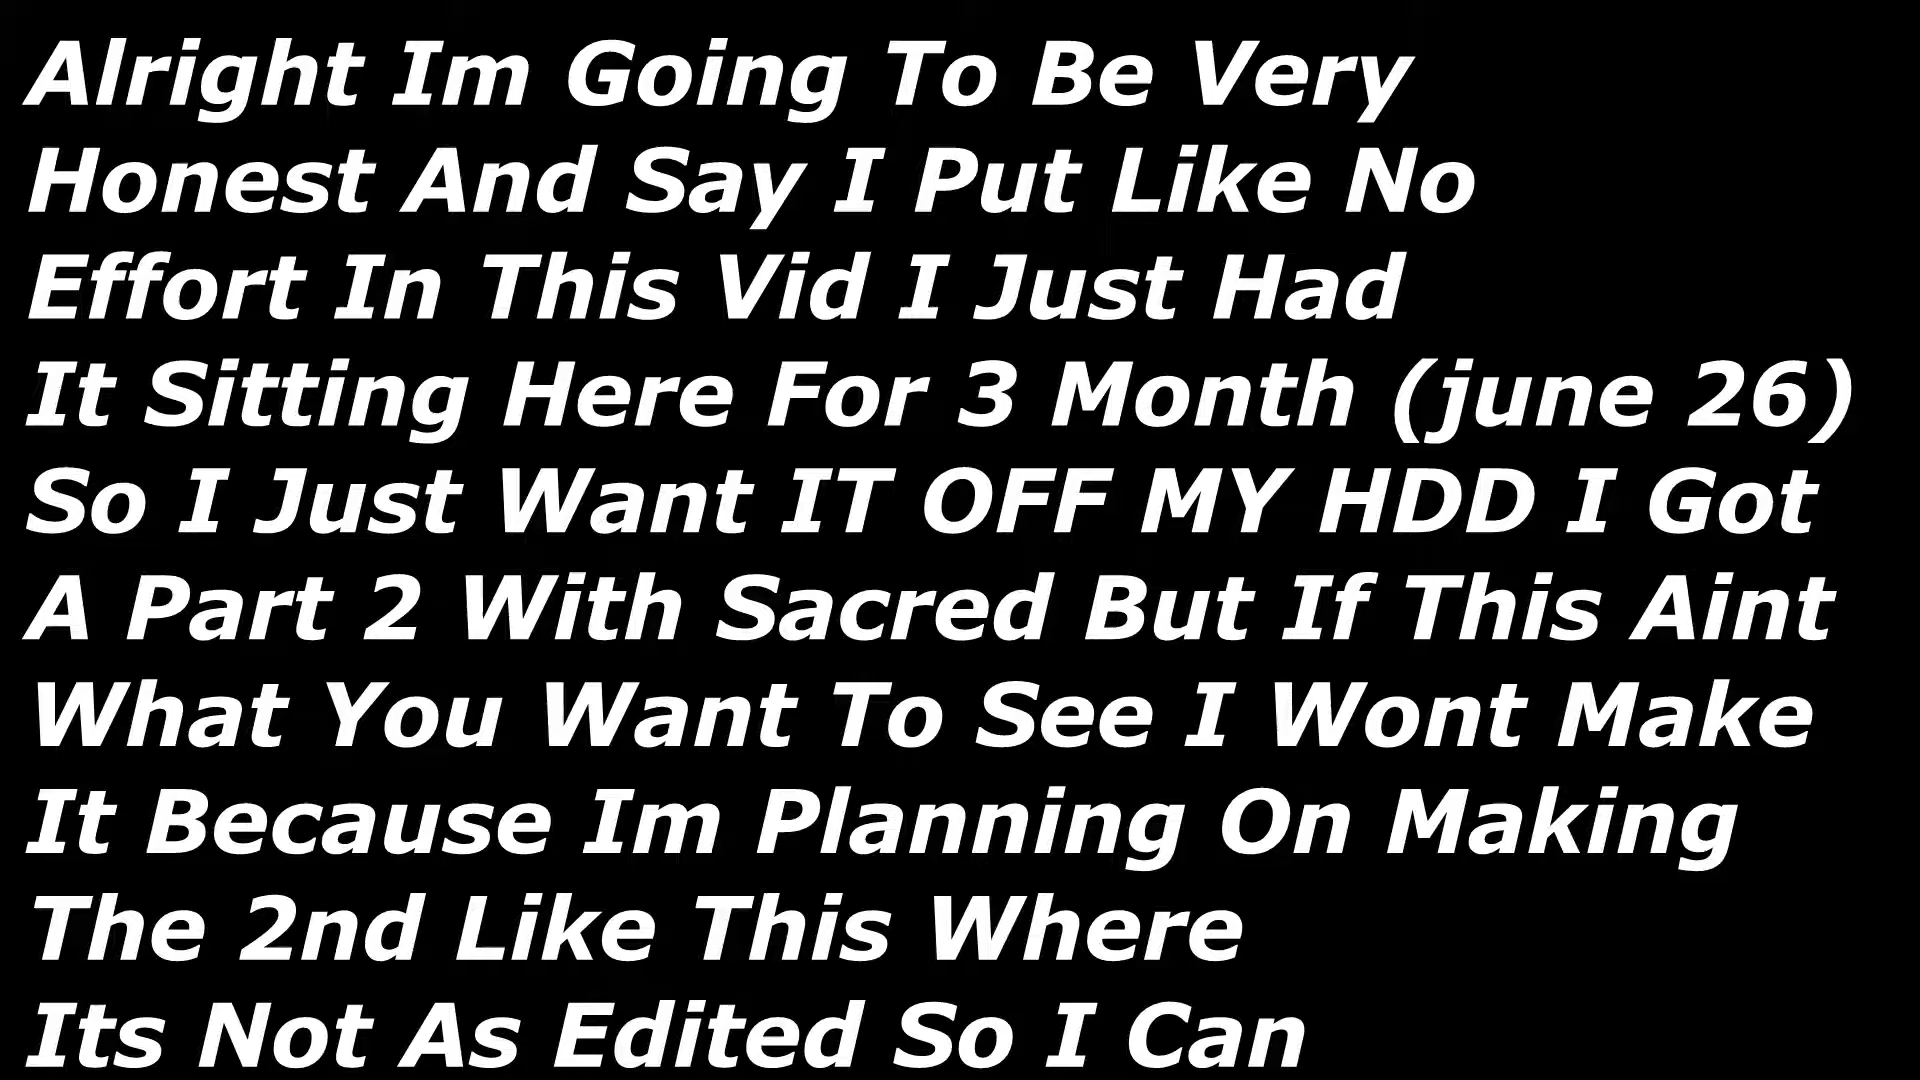 Alright Im Going To Be Very
Honest And Say I Put Like No
Effort In This Vid I Just Had
It Sitting Here For 3 Month (june 26)
So I Just Want IT OFF MY HDD I Got
A Part 2 With Sacred But If This Aint
What You Want To See I Wont Make
It Because Im Planning On Making
The 2nd Like This Where
Its Not As Edited So I Can